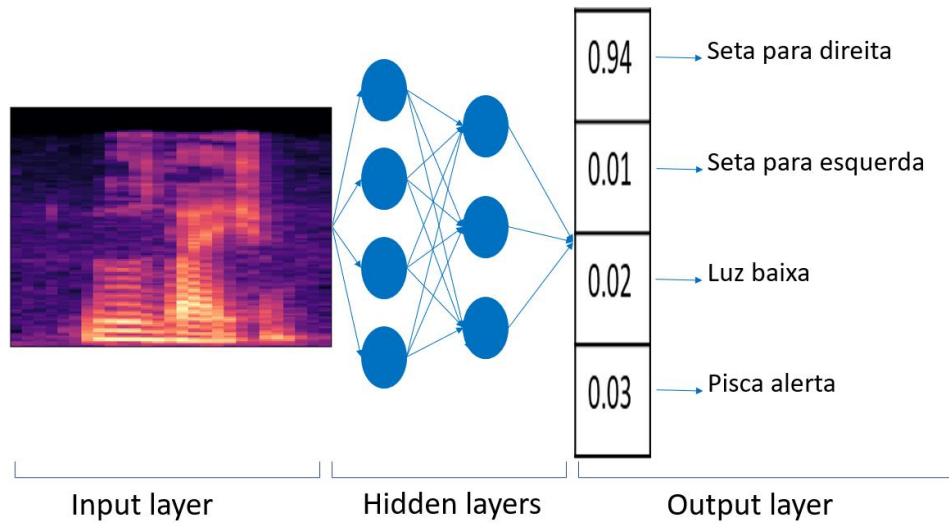 0.94
Seta para direita
0.01
Seta para esquerda
0.02
Luz baixa
0.03
Pisca alerta
Input layer
Hidden layers
Output layer